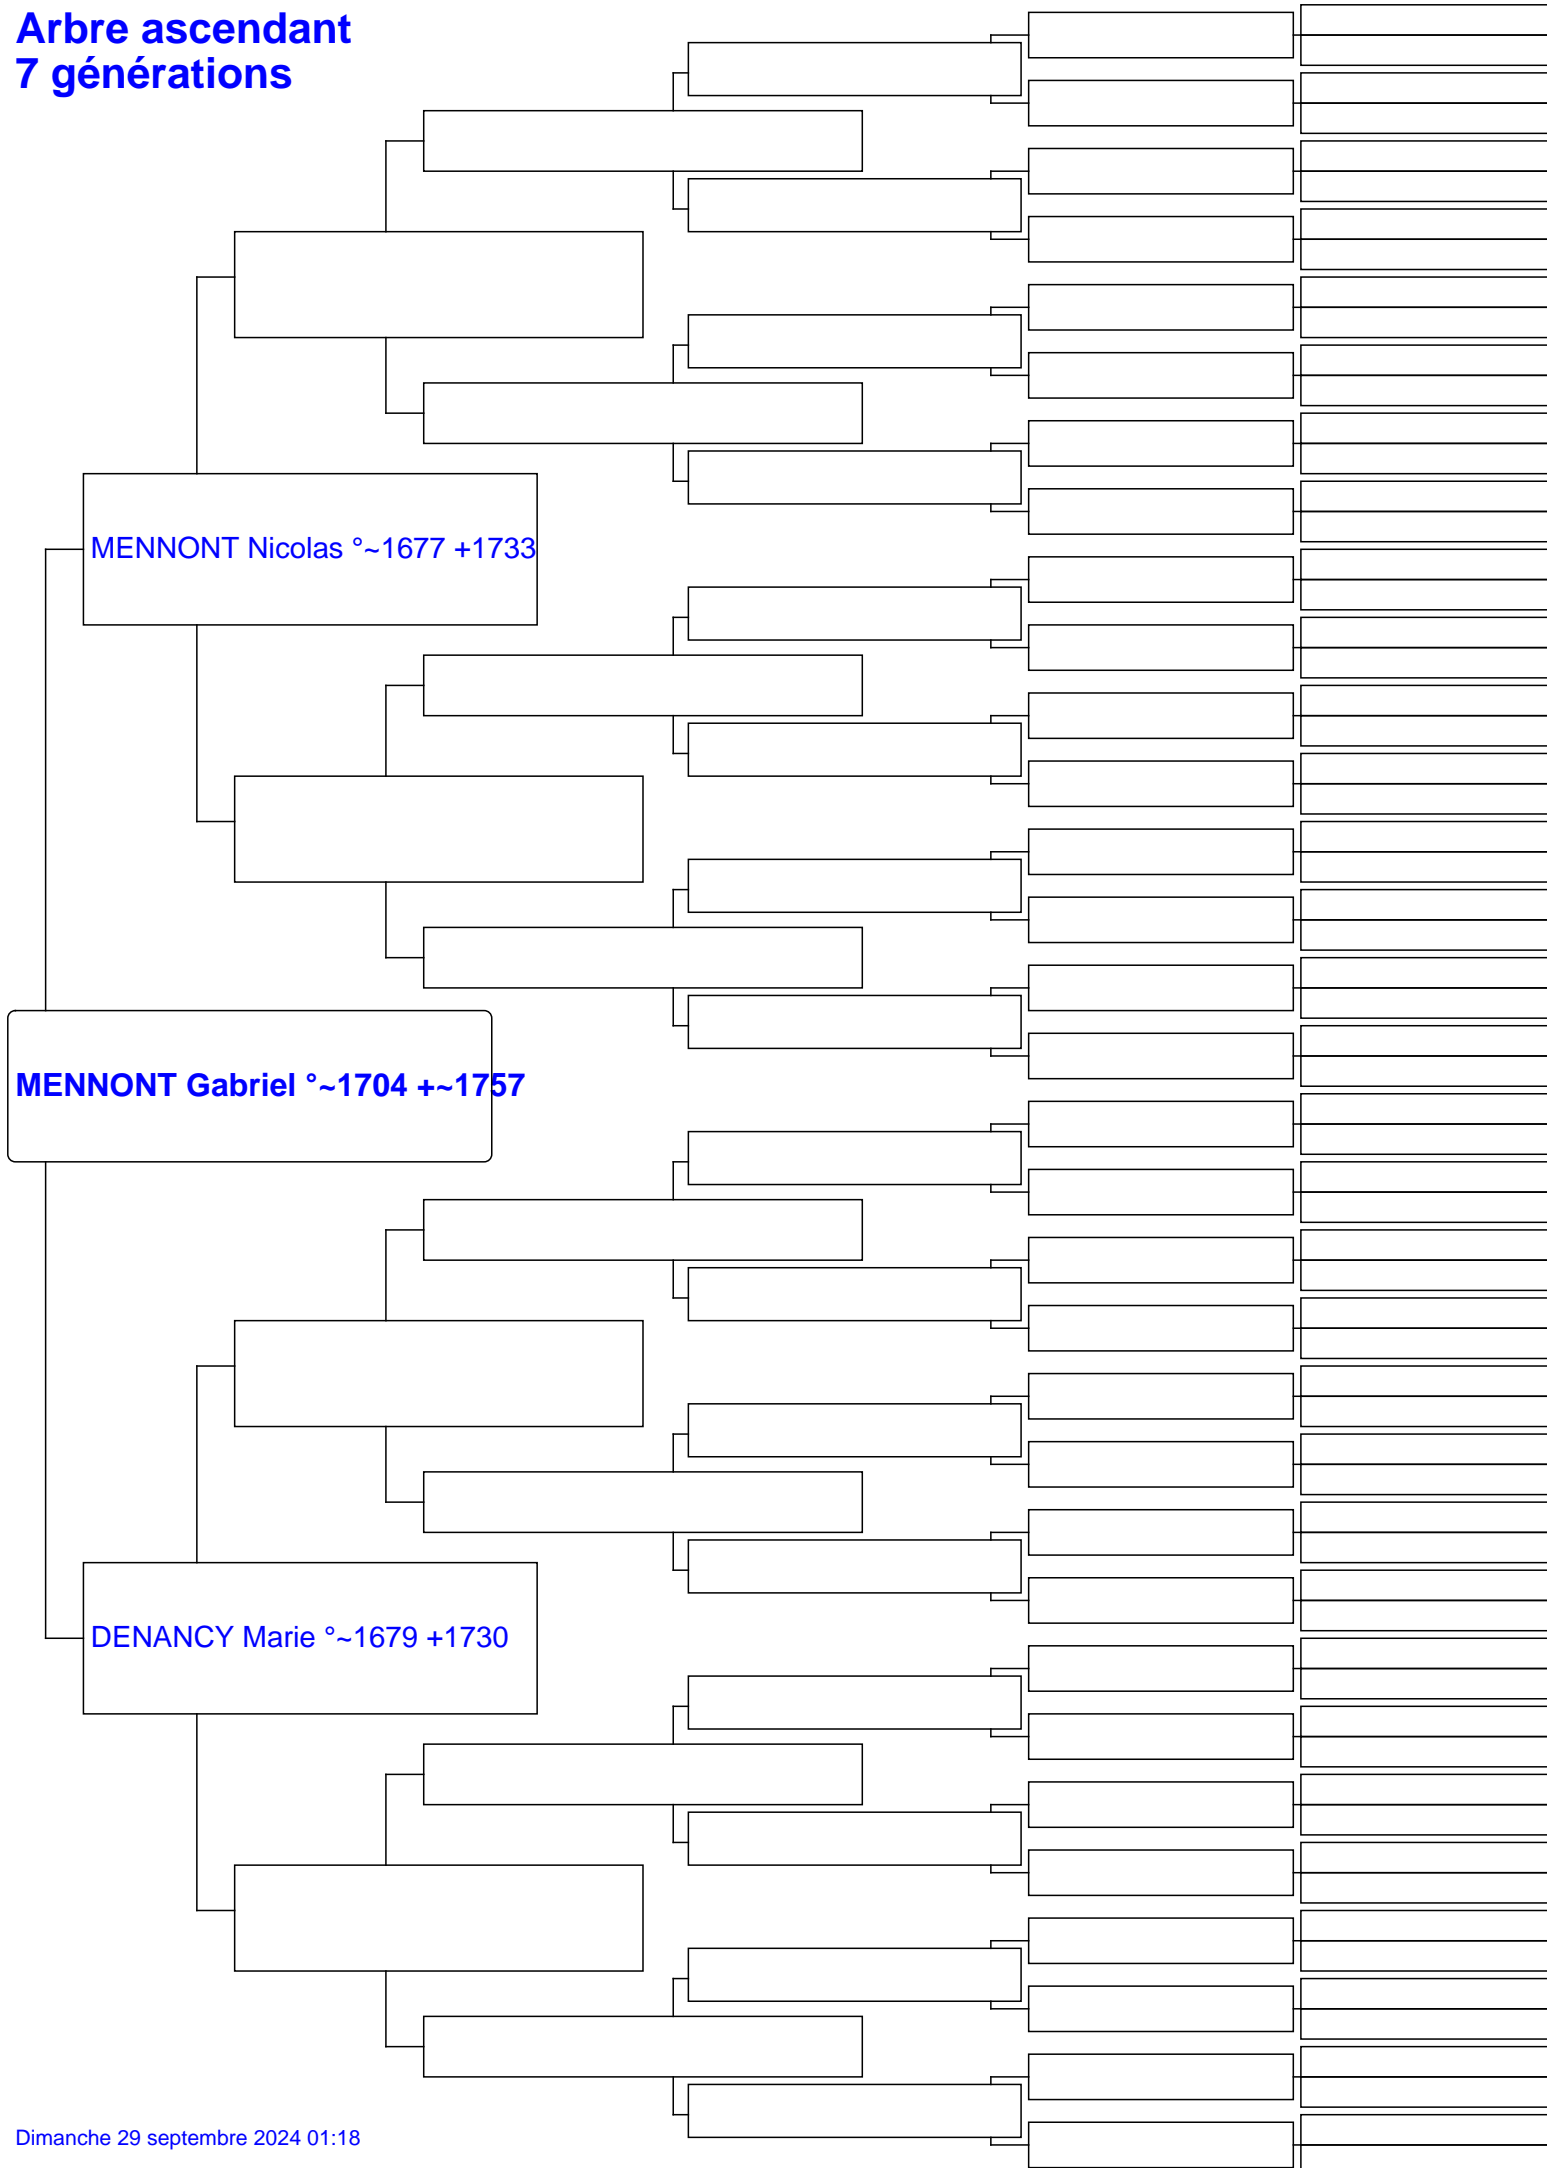 Arbre ascendant
7 générations
MENNONT Nicolas °~1677 +1733
MENNONT Gabriel °~1704 +~1757
DENANCY Marie °~1679 +1730
Dimanche 29 septembre 2024 01:18